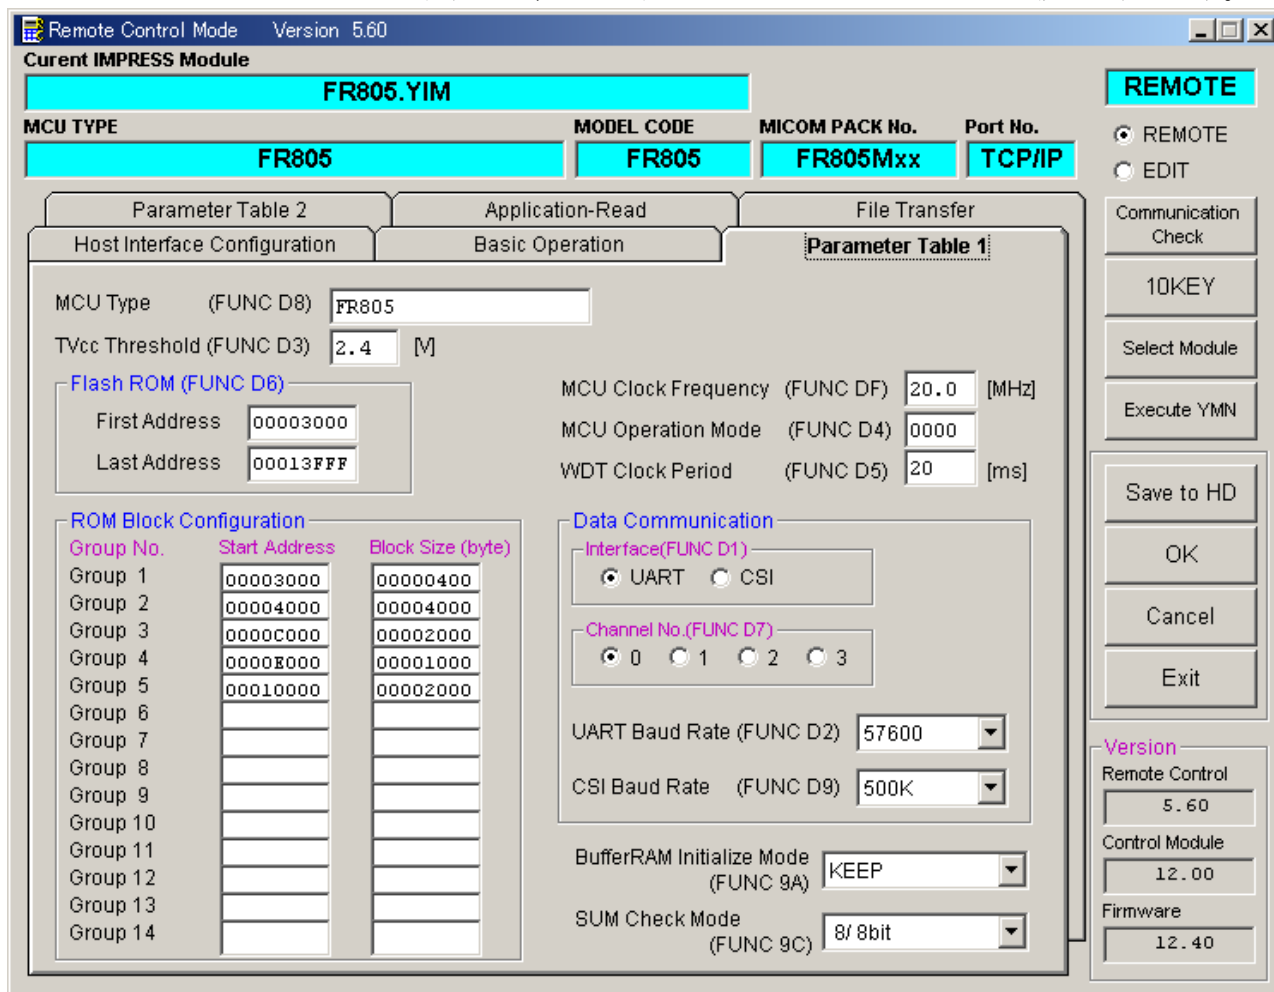 Remote Control Mode Version 5.60
Curent IMPRESS Module
FR805.YIM
REMOTE
MCU TYPE MODEL CODE MICOM PACK No. Port No.
FR805 FR805 FR805Mxx TCP/IP
REMOTE
EDIT
Parameter Table 2 Application-Read File Transfer
Host Interface Configuration Basic Operation Parameter Table 1
Communication Check
10KEY
Select Module
Execute YMN
Save to HD
OK
Cancel
Exit
MCU Type (FUNC D8) FR805
TVcc Threshold (FUNC D3) 2.4 [V]
Flash ROM (FUNC D6)
First Address 00003000
Last Address 00013FFF
MCU Clock Frequency (FUNC DF) 20.0 [MHz]
MCU Operation Mode (FUNC D4) 0000
WDT Clock Period (FUNC D5) 20 [ms]
ROM Block Configuration
Group No. Start Address Block Size (byte)
Group 1 00003000 00000400
Group 2 00004000 00004000
Group 3 0000C000 00002000
Group 4 0000E000 00001000
Group 5 00010000 00002000
Group 6
Group 7
Group 8
Group 9
Group 10
Group 11
Group 12
Group 13
Group 14
Data Communication
Interface(FUNC D1)
UART CSI
Channel No.(FUNC D7)
0 1 2 3
UART Baud Rate (FUNC D2) 57600
CSI Baud Rate (FUNC D9) 500K
BufferRAM Initialize Mode (FUNC 9A) KEEP
SUM Check Mode (FUNC 9C) 8/ 8bit
Version
Remote Control
5.60
Control Module
12.00
Firmware
12.40